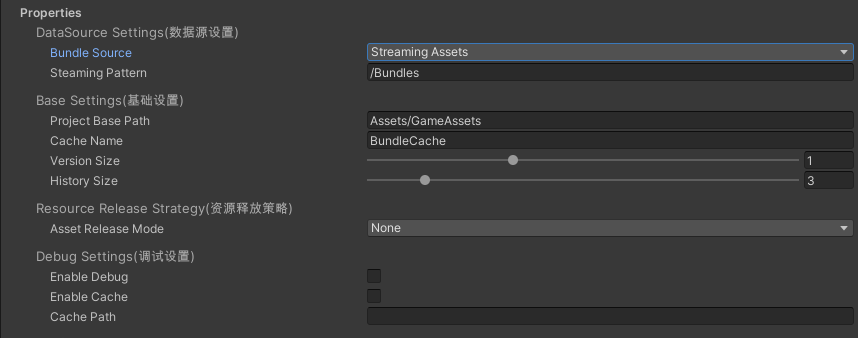 Properties
DataSource Settings(数据源设置)
Bundle Source Streaming Assets
Steaming Pattern /Bundles
Base Settings(基础设置)
Project Base Path Assets/GameAssets
Cache Name BundleCache
Version Size 1
History Size 3
Resource Release Strategy(资源释放策略)
Asset Release Mode None
Debug Settings(调试设置)
Enable Debug
Enable Cache
Cache Path